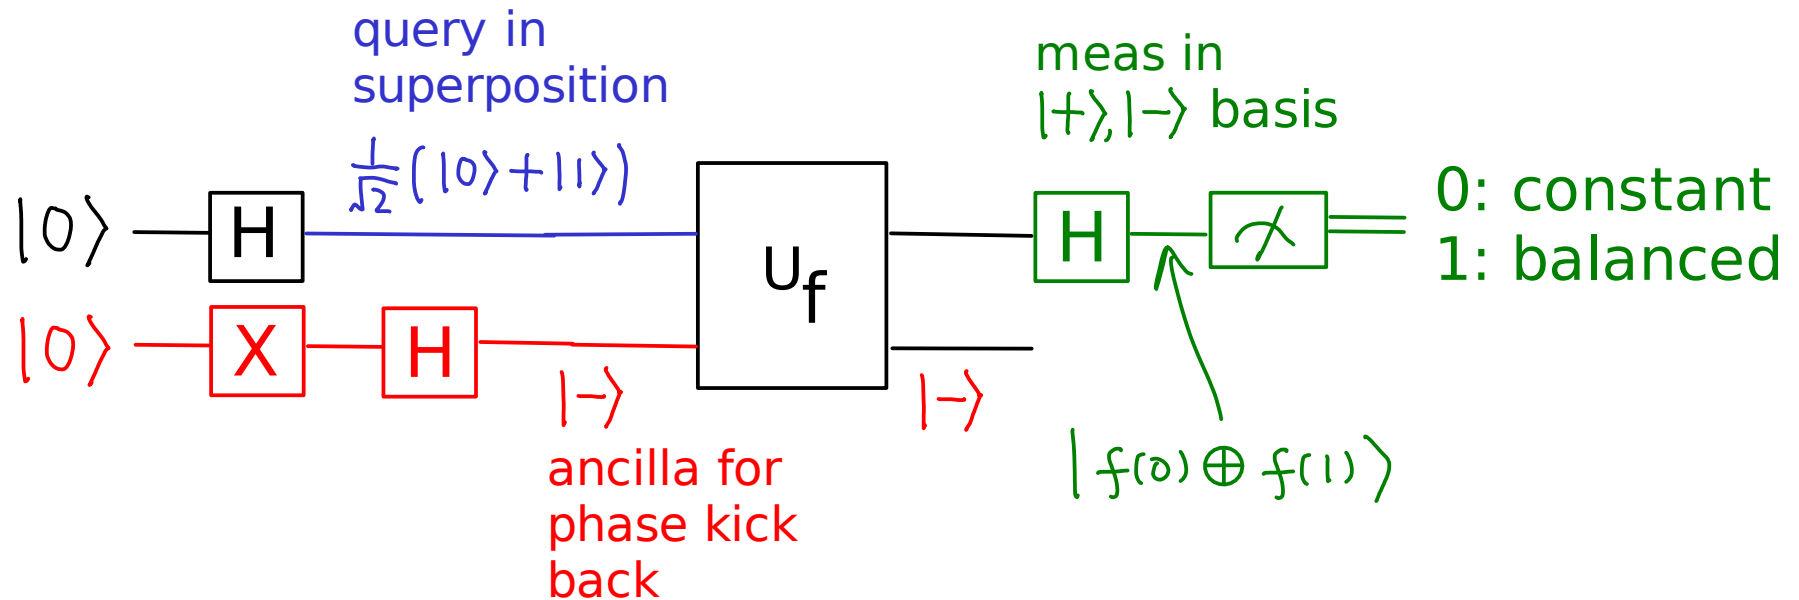 query in
superposition
1/√2 (|0⟩+|1⟩)
meas in
|+⟩,|−⟩ basis
|0⟩ H
U_f
H
0: constant
1: balanced
|0⟩ X H
|−⟩
|−⟩
ancilla for
phase kick
back
|f(0) ⊕ f(1)⟩